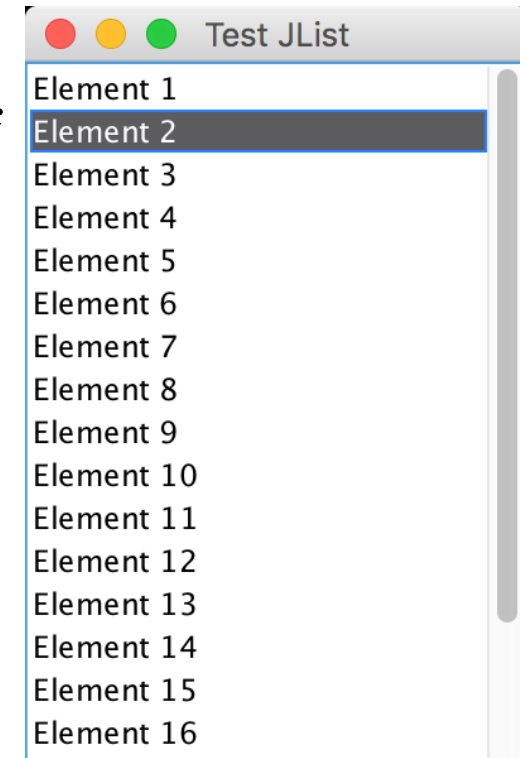 Test JList
Element 1
Element 2
Element 3
Element 4
Element 5
Element 6
Element 7
Element 8
Element 9
Element 10
Element 11
Element 12
Element 13
Element 14
Element 15
Element 16